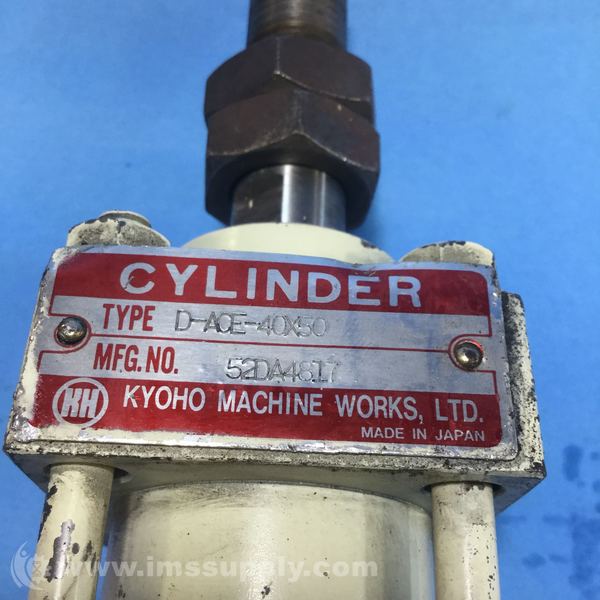 CYLINDER
TYPE D-ACE-40X50
MFG.NO. 52DA4817
KH KYOHO MACHINE WORKS, LTD.
MADE IN JAPAN
www.imssupply.com